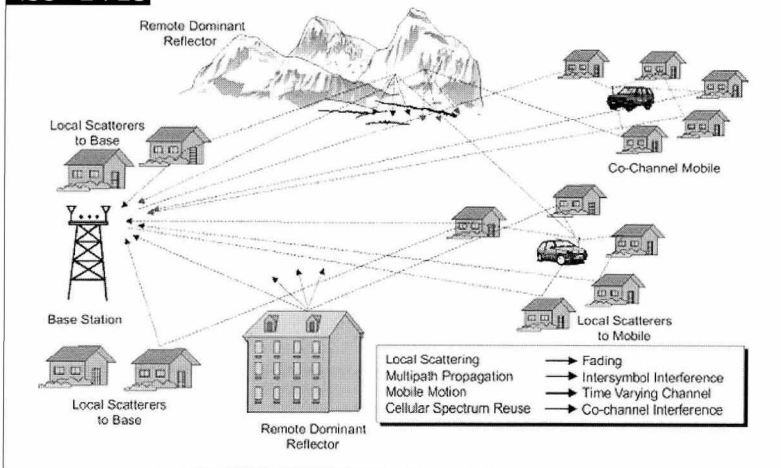 Remote Dominant
Reflector
Local Scatterers
to Base
Co-Channel Mobile
Base Station
Local Scatterers
to Mobile
Local Scatterers
to Base
Remote Dominant
Reflector
Local Scattering → Fading
Multipath Propagation → Intersymbol Interference
Mobile Motion → Time Varying Channel
Cellular Spectrum Reuse → Co-channel Interference